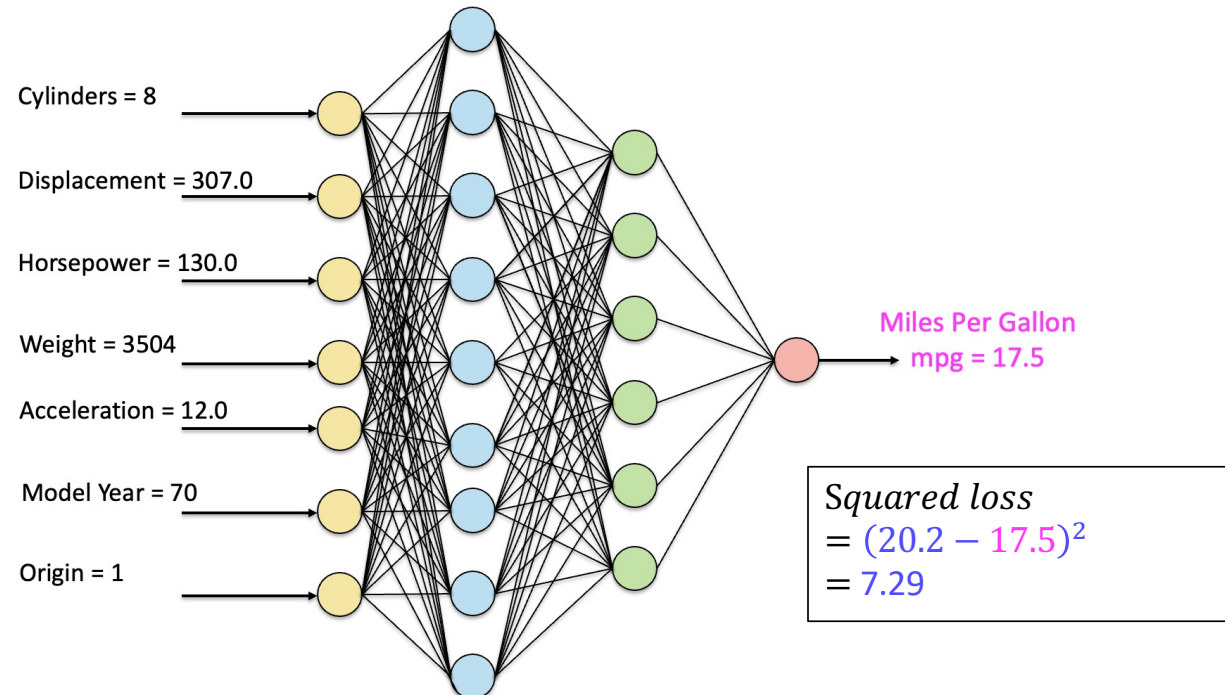 Cylinders = 8
Displacement = 307.0
Horsepower = 130.0
Weight = 3504
Acceleration = 12.0
Model Year = 70
Origin = 1
Miles Per Gallon
mpg = 17.5
Squared loss
= (20.2 − 17.5)²
= 7.29